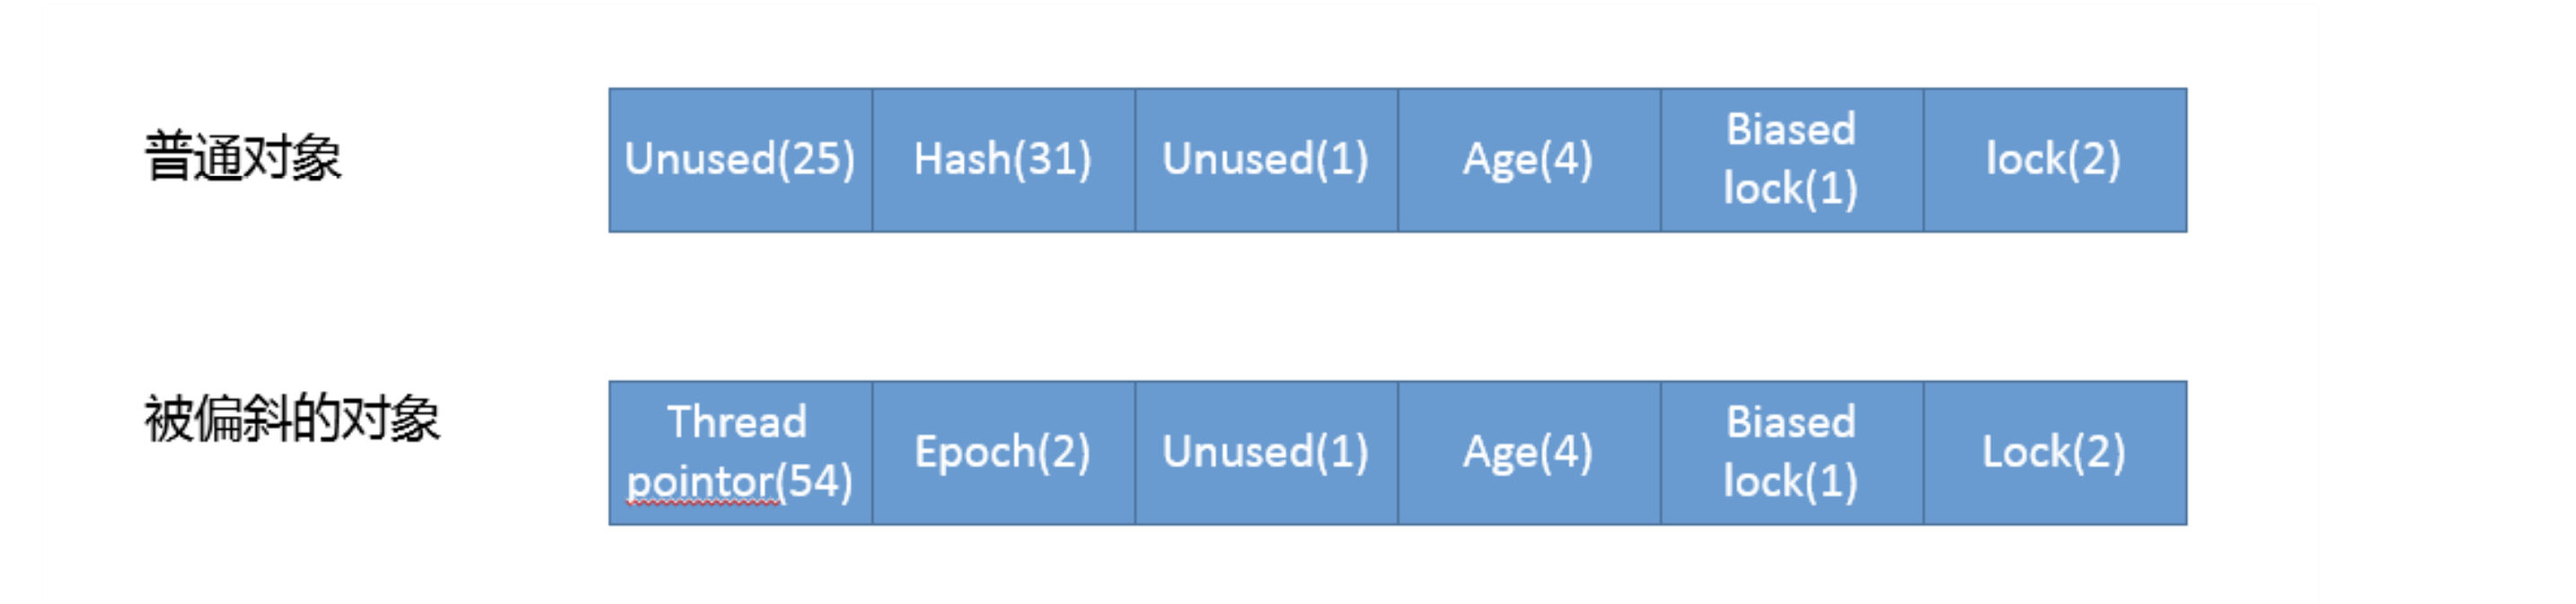 普通对象
Unused(25)
Hash(31)
Unused(1)
Age(4)
Biased
lock(1)
lock(2)
被偏斜的对象
Thread
pointor(54)
Epoch(2)
Unused(1)
Age(4)
Biased
lock(1)
Lock(2)